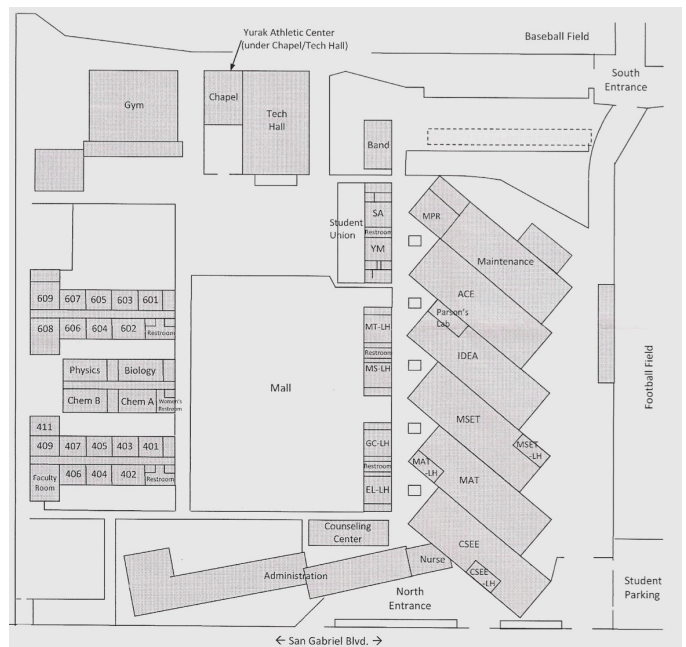 Yurak Athletic Center
(under Chapel/Tech Hall)
Baseball Field
South
Entrance
Gym
Chapel
Tech
Hall
Band
Student
Union
SA
Restroom
YM
MPR
Maintenance
ACE
Parson's
Lab
IDEA
609 607 605 603 601
608 606 604 602 Restroom
Physics Biology
Chem B Chem A Women's
Restroom
411
409 407 405 403 401
Faculty
Room
406 404 402 Restroom
Mall
MT-LH
Restroom
MS-LH
GC-LH
Restroom
EL-LH
MSET
MSET
-LH
MAT
-LH
MAT
CSEE
CSEE
-LH
Football Field
Counseling
Center
Administration
Nurse
North
Entrance
Student
Parking
← San Gabriel Blvd. →